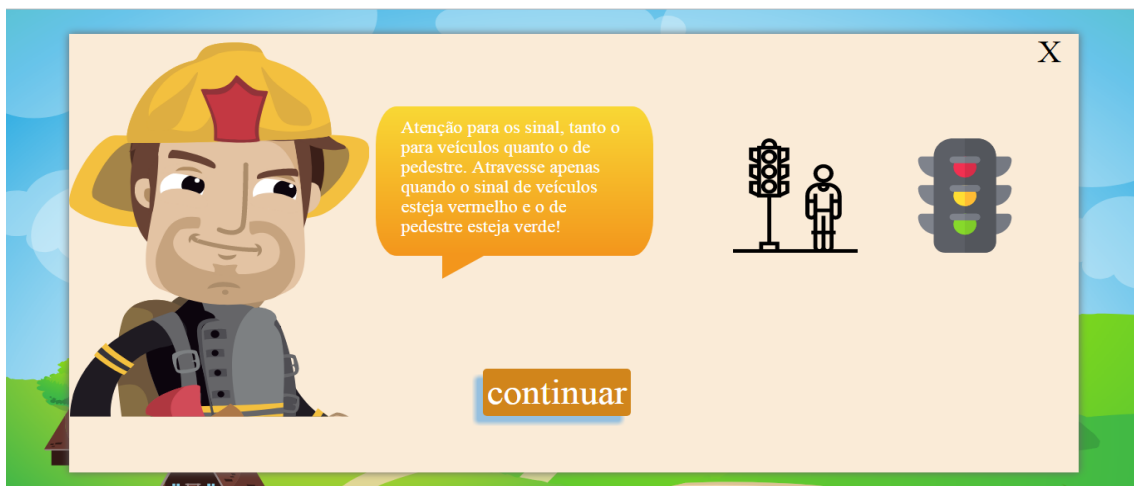 X
Atenção para os sinal, tanto o
para veículos quanto o de
pedestre. Atravesse apenas
quando o sinal de veículos
esteja vermelho e o de
pedestre esteja verde!
continuar